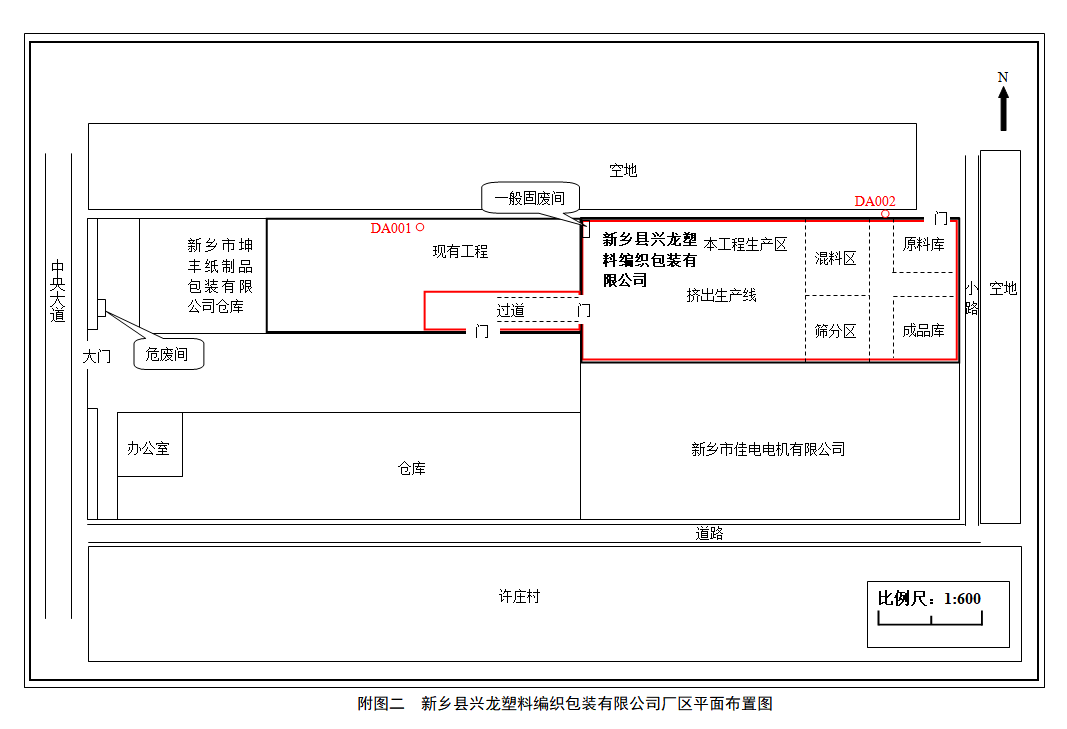 N
空地
一般固废间
DA002
门
DA001
新乡市坤
丰纸制品
包装有限
公司仓库
现有工程
新乡县兴龙塑
料编织包装有
限公司
本工程生产区
原料库
混料区
中央大道
挤出生产线
小路
空地
过道
门
门
筛分区
成品库
大门
危废间
办公室
仓库
新乡市佳电电机有限公司
道路
许庄村
比例尺：1:600
附图二 新乡县兴龙塑料编织包装有限公司厂区平面布置图